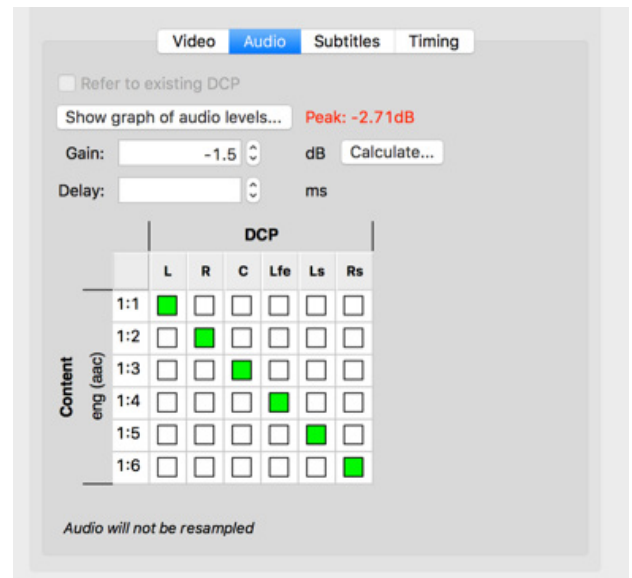 Video Audio Subtitles Timing
Refer to existing DCP
Show graph of audio levels... Peak: -2.71dB
Gain: -1.5 dB Calculate...
Delay: ms
DCP
L R C Lfe Ls Rs
Content
eng (aac)
1:1
1:2
1:3
1:4
1:5
1:6
Audio will not be resampled